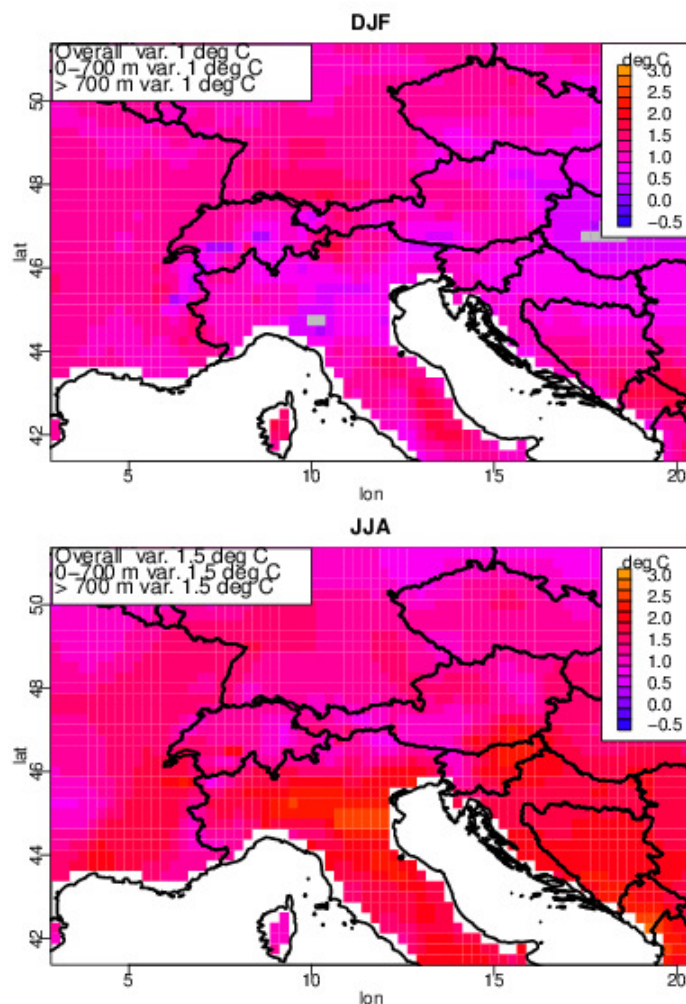 DJF
Overall var. 1 deg C
0-700 m var. 1 deg C
> 700 m var. 1 deg C
deg C
3.0
2.5
2.0
1.5
1.0
0.5
0.0
-0.5
50
48
46
44
42
lat
5
10
15
20
lon
JJA
Overall var. 1.5 deg C
0-700 m var. 1.5 deg C
> 700 m var. 1.5 deg C
deg C
3.0
2.5
2.0
1.5
1.0
0.5
0.0
-0.5
50
48
46
44
42
lat
5
10
15
20
lon